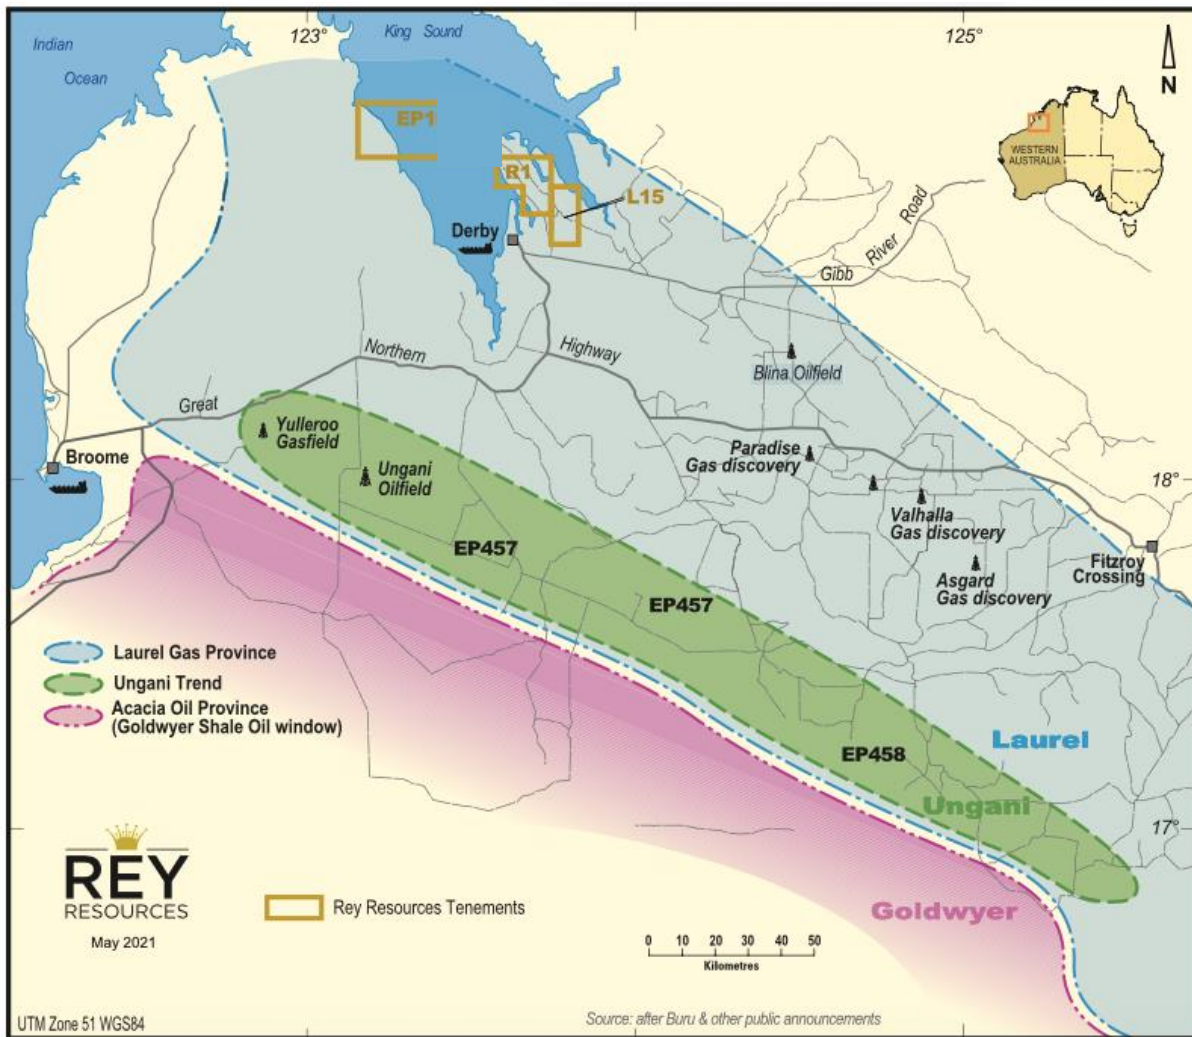 123°
King Sound
125°
Indian
Ocean
N
WESTERN
AUSTRALIA
EP1
R1
L15
Derby
Gibb River Road
Great Northern Highway
Blina Oilfield
Yulleroo
Gasfield
Ungani
Oilfield
Paradise
Gas discovery
Broome
18°
Valhalla
Gas discovery
Fitzroy
Crossing
Asgard
Gas discovery
EP457
EP457
Laurel Gas Province
Ungani Trend
Acacia Oil Province
(Goldwyer Shale Oil window)
EP458
Laurel
Ungani
17°
Goldwyer
REY
RESOURCES
May 2021
Rey Resources Tenements
0 10 20 30 40 50
Kilometres
UTM Zone 51 WGS84
Source: after Buru & other public announcements